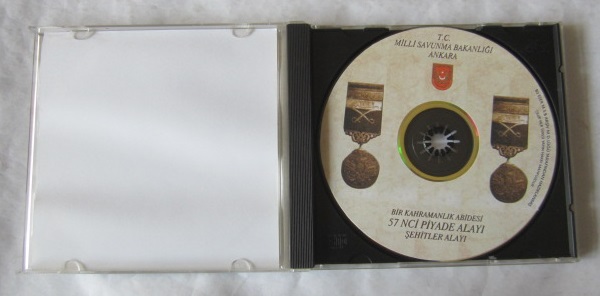 T.C.
MİLLİ SAVUNMA BAKANLIĞI
ANKARA
BİR KAHRAMANLIK ABİDESİ
57 NCİ PİYADE ALAYI
ŞEHİTLER ALAYI